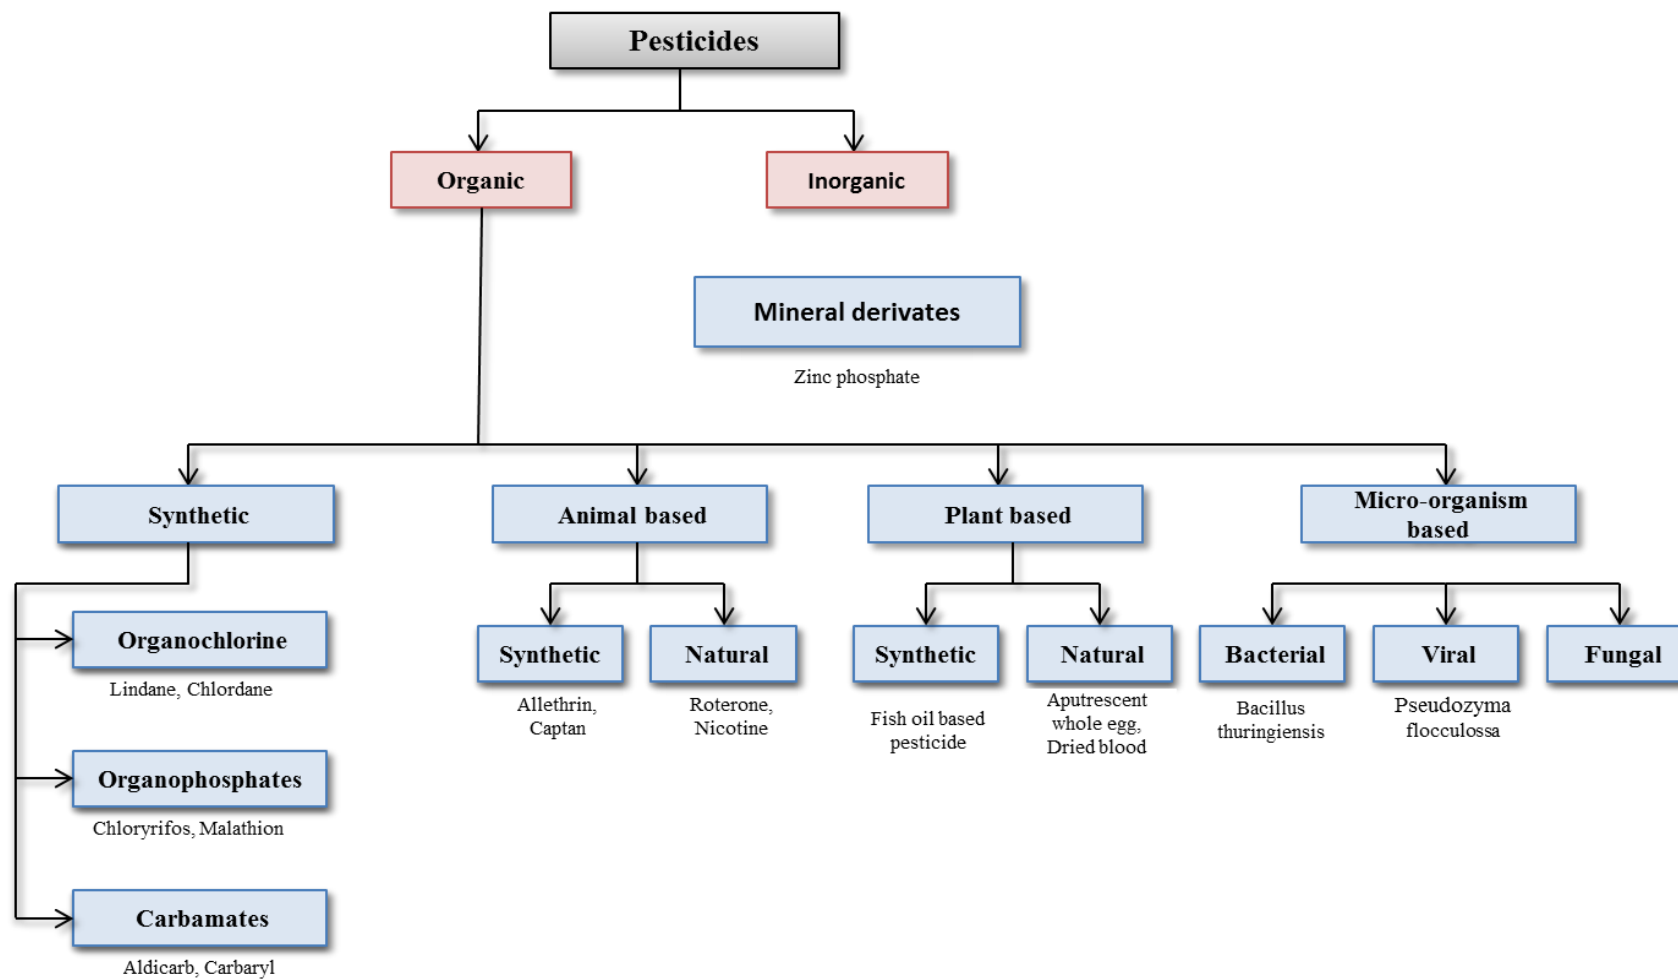 Pesticides
Organic
Inorganic
Mineral derivates
Zinc phosphate
Synthetic
Animal based
Plant based
Micro-organism
based
Organochlorine
Lindane, Chlordane
Organophosphates
Chloryrifos, Malathion
Carbamates
Aldicarb, Carbaryl
Synthetic
Allethrin,
Captan
Natural
Roterone,
Nicotine
Synthetic
Fish oil based
pesticide
Natural
Aputrescent
whole egg,
Dried blood
Bacterial
Bacillus
thuringiensis
Viral
Pseudozyma
flocculossa
Fungal